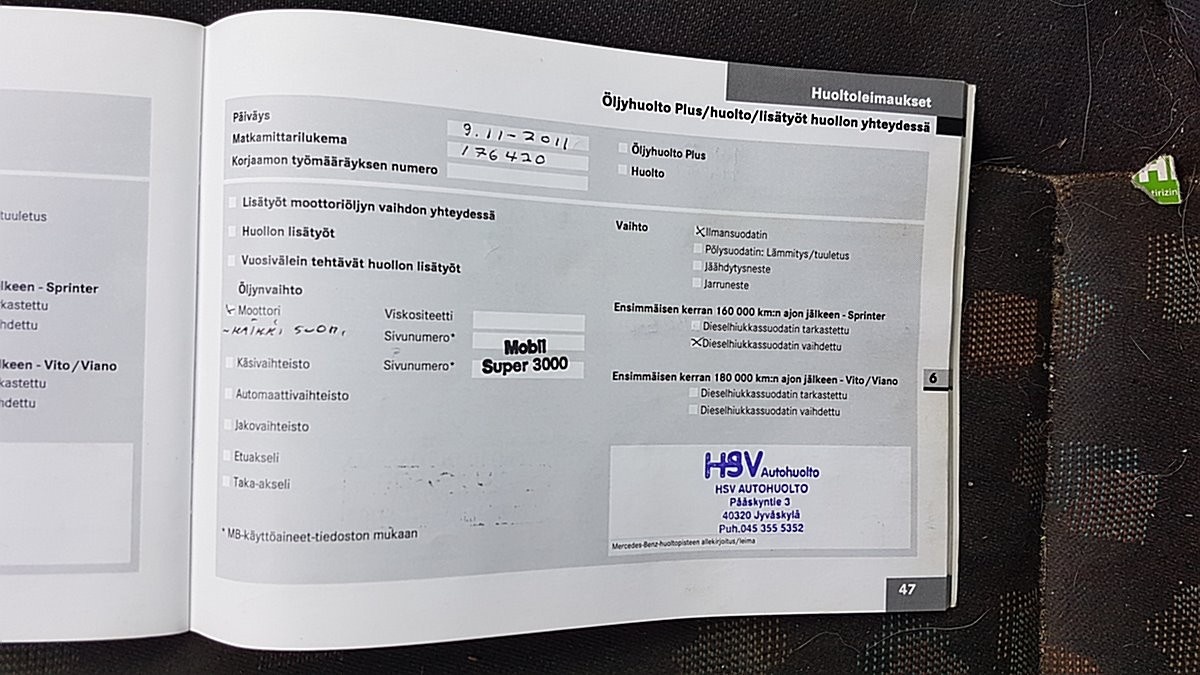 tuuletus
lkeen - Sprinter
kastettu
hdettu
lkeen - Vito / Viano
kastettu
hdettu
Huoltoleimaukset
Öljyhuolto Plus/huolto/lisätyöt huollon yhteydessä
Päiväys 9.11-2011
Matkamittarilukema 176420
Korjaamon työmääräyksen numero
Öljyhuolto Plus
Huolto
Lisätyöt moottoriöljyn vaihdon yhteydessä
Huollon lisätyöt
Vuosivälein tehtävät huollon lisätyöt
Öljynvaihto
Moottori
-KAIKKI SUOD.
Käsivaihteisto
Automaattivaihteisto
Jakovaihteisto
Etuakseli
Taka-akseli
Viskositeetti
Sivunumero*
Sivunumero*
Mobil
Super 3000
* MB-käyttöaineet-tiedoston mukaan
Vaihto
Ilmansuodatin
Pölysuodatin: Lämmitys/tuuletus
Jäähdytysneste
Jarruneste
Ensimmäisen kerran 160 000 km:n ajon jälkeen - Sprinter
Dieselhiukkassuodatin tarkastettu
Dieselhiukkassuodatin vaihdettu
Ensimmäisen kerran 180 000 km:n ajon jälkeen - Vito / Viano
Dieselhiukkassuodatin tarkastettu
Dieselhiukkassuodatin vaihdettu
6
HSV Autohuolto
HSV AUTOHUOLTO
Pääskyntie 3
40320 Jyväskylä
Puh.045 355 5352
Mercedes-Benz-huoltopisteen allekirjoitus/leima
47
tirizin